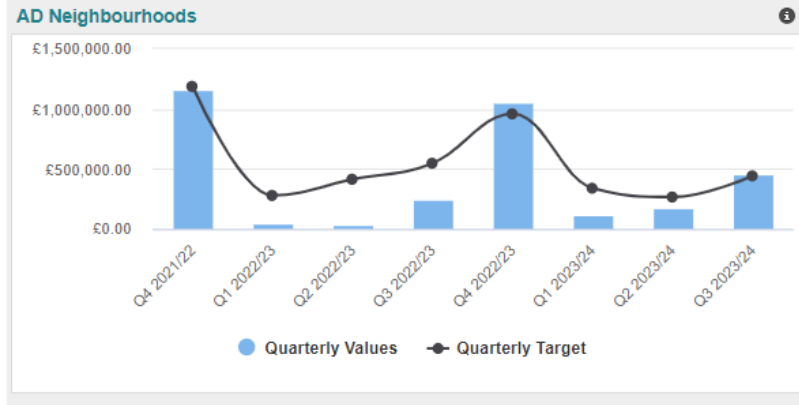 AD Neighbourhoods
£1,500,000.00
£1,000,000.00
£500,000.00
£0.00
Q4 2021/22
Q1 2022/23
Q2 2022/23
Q3 2022/23
Q4 2022/23
Q1 2023/24
Q2 2023/24
Q3 2023/24
Quarterly Values
Quarterly Target